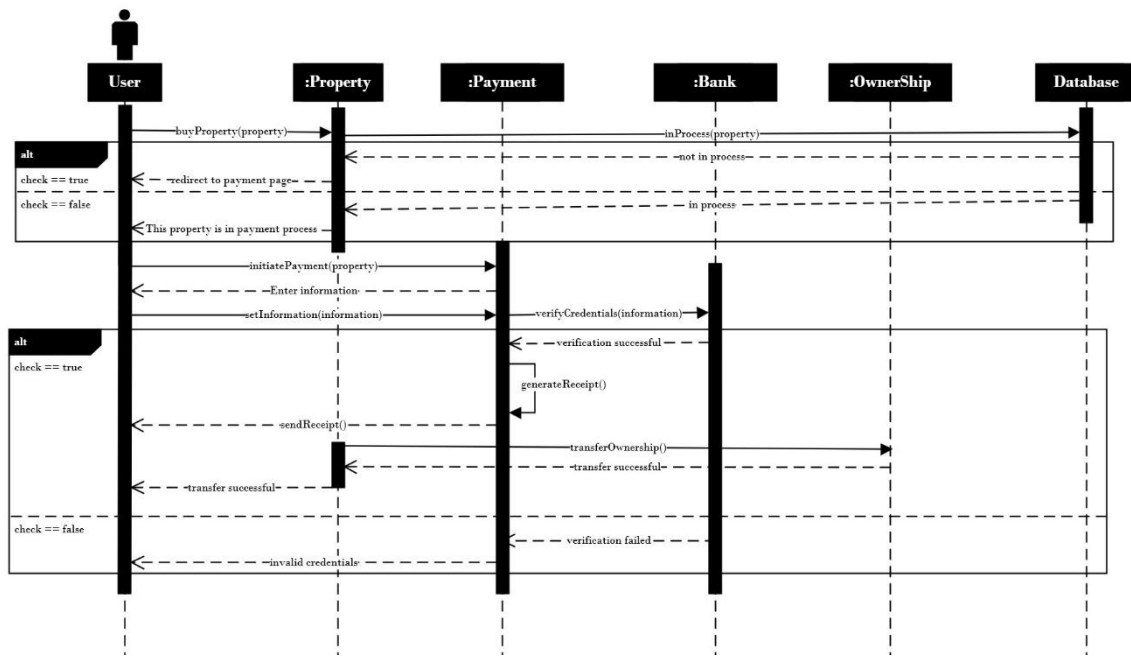 User
:Property
:Payment
:Bank
:OwnerShip
Database
buyProperty(property)
inProcess(property)
alt
not in process
check == true
redirect to payment page
check == false
in process
This property is in payment process
initiatePayment(property)
Enter information
setInformation(information)
verifyCredentials(information)
alt
verification successful
check == true
generateReceipt()
sendReceipt()
transferOwnership()
transfer successful
transfer successful
check == false
verification failed
invalid credentials